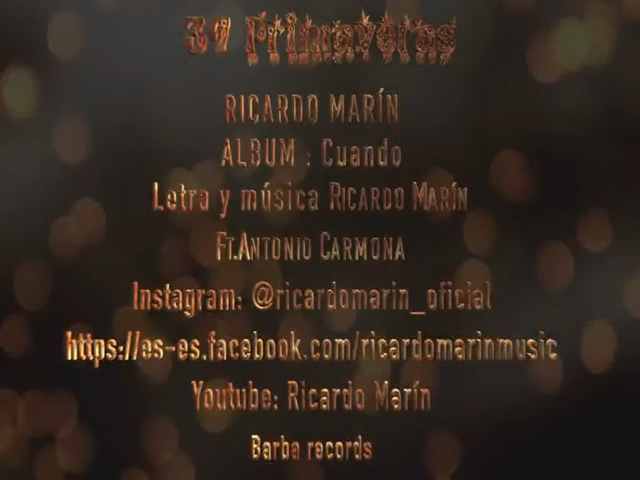 Primaveras
RICARDO MARÍN
ALBUM : Cuando
Letra y música RICARDO MARÍN
FT.ANTONIO CARMONA
Instagram: @ricardomarin_oficial
https://es-es.facebook.com/ricardomarinmusic
Youtube: Ricardo Marín
Barba records